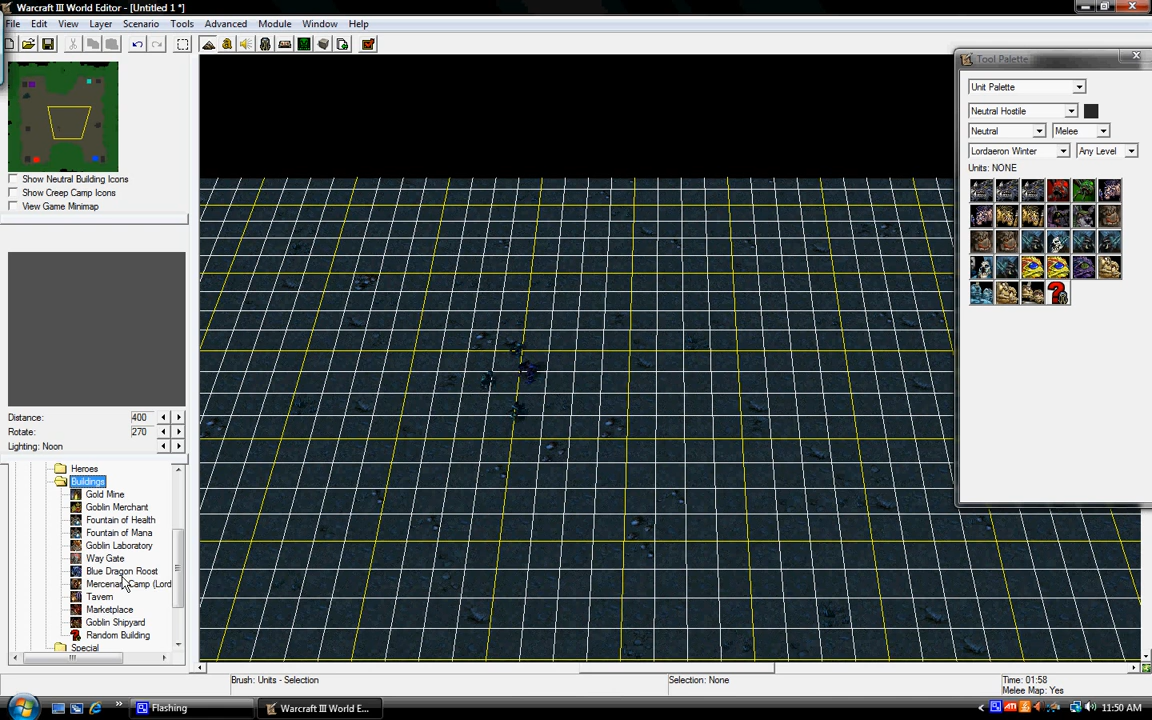 Warcraft III World Editor - [Untitled 1 *]
File Edit View Layer Scenario Tools Advanced Module Window Help
Tool Palette
Unit Palette
Neutral Hostile
Neutral Melee
Lordaeron Winter Any Level
Units: NONE
Show Neutral Building Icons
Show Creep Camp Icons
View Game Minimap
Distance: 400
Rotate: 270
Lighting: Noon
Heroes
Buildings
Gold Mine
Goblin Merchant
Fountain of Health
Fountain of Mana
Goblin Laboratory
Way Gate
Blue Dragon Roost
Mercenary Camp (Lord
Tavern
Marketplace
Goblin Shipyard
Random Building
Special
Brush: Units - Selection
Selection: None
Time: 01:58
Melee Map: Yes
Flashing
Warcraft III World E...
11:50 AM